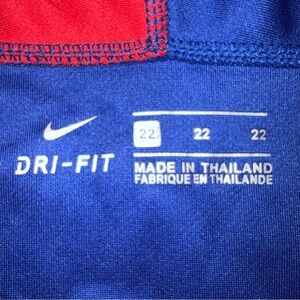 22 22 22
DRI-FIT
MADE IN THAILAND
FABRIQUE EN THAILANDE